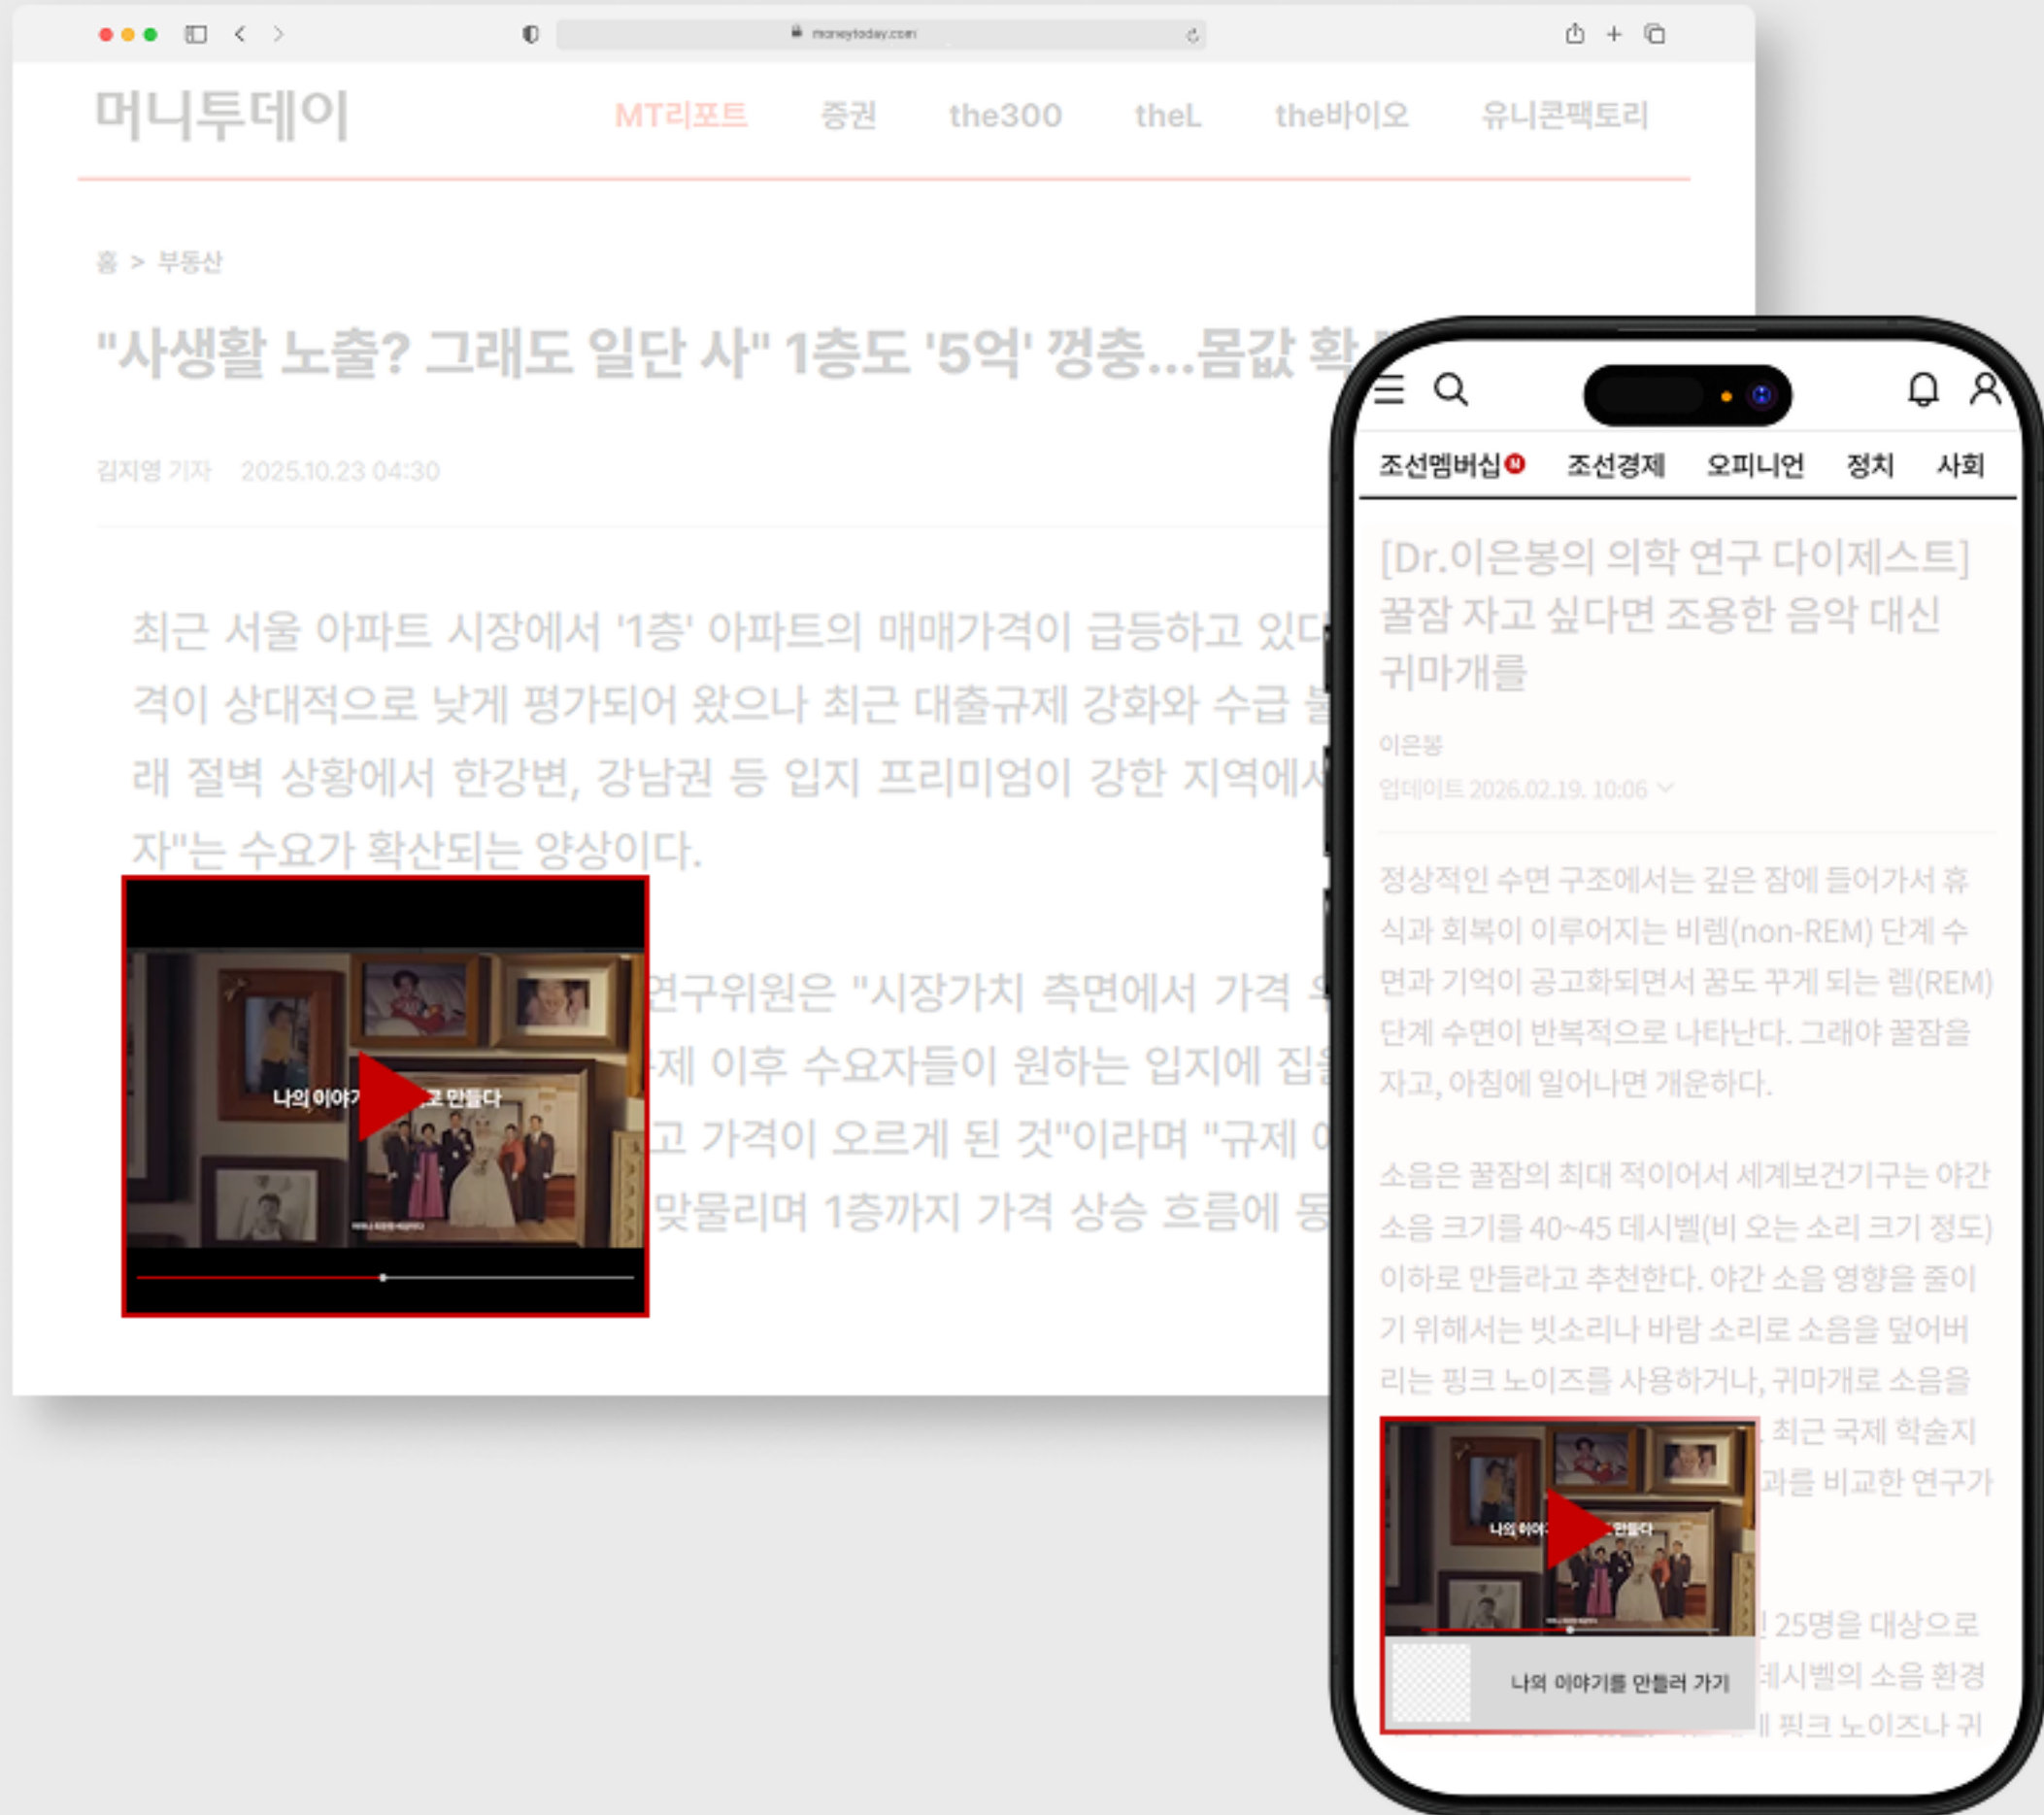 moneytoday.com
머니투데이
MT리포트 증권 the300 theL the바이오 유니콘팩토리
홈 > 부동산
"사생활 노출? 그래도 일단 사" 1층도 '5억' 껑충...몸값 확
김지영 기자 2025.10.23 04:30
최근 서울 아파트 시장에서 '1층' 아파트의 매매가격이 급등하고 있다
격이 상대적으로 낮게 평가되어 왔으나 최근 대출규제 강화와 수급
래 절벽 상황에서 한강변, 강남권 등 입지 프리미엄이 강한 지역에서
자"는 수요가 확산되는 양상이다.
연구위원은 "시장가치 측면에서 가격
제 이후 수요자들이 원하는 입지에
고 가격이 오르게 된 것"이라며 "규제
맞물리며 1층까지 가격 상승 흐름에
나의 만들다
조선멤버십 M 조선경제 오피니언 정치 사회
[Dr.이은봉의 의학 연구 다이제스트]
꿀잠 자고 싶다면 조용한 음악 대신
귀마개를
이은봉
업데이트 2026.02.19. 10:06
정상적인 수면 구조에서는 깊은 잠에 들어가서 휴
식과 회복이 이루어지는 비렘(non-REM) 단계 수
면과 기억이 공고화되면서 꿈도 꾸게 되는 렘(REM)
단계 수면이 반복적으로 나타난다. 그래야 꿀잠을
자고, 아침에 일어나면 개운하다.
소음은 꿀잠의 최대 적이어서 세계보건기구는 야간
소음 크기를 40~45 데시벨(비 오는 소리 크기 정도)
이하로 만들라고 추천한다. 야간 소음 영향을 줄이
기 위해서는 빗소리나 바람 소리로 소음을 덮어버
리는 핑크 노이즈를 사용하거나, 귀마개로 소음을
최근 국제 학술지
과를 비교한 연구가
나의 만들다
25명을 대상으로
데시벨의 소음 환경
핑크 노이즈나 귀
나의 이야기를 만들러 가기